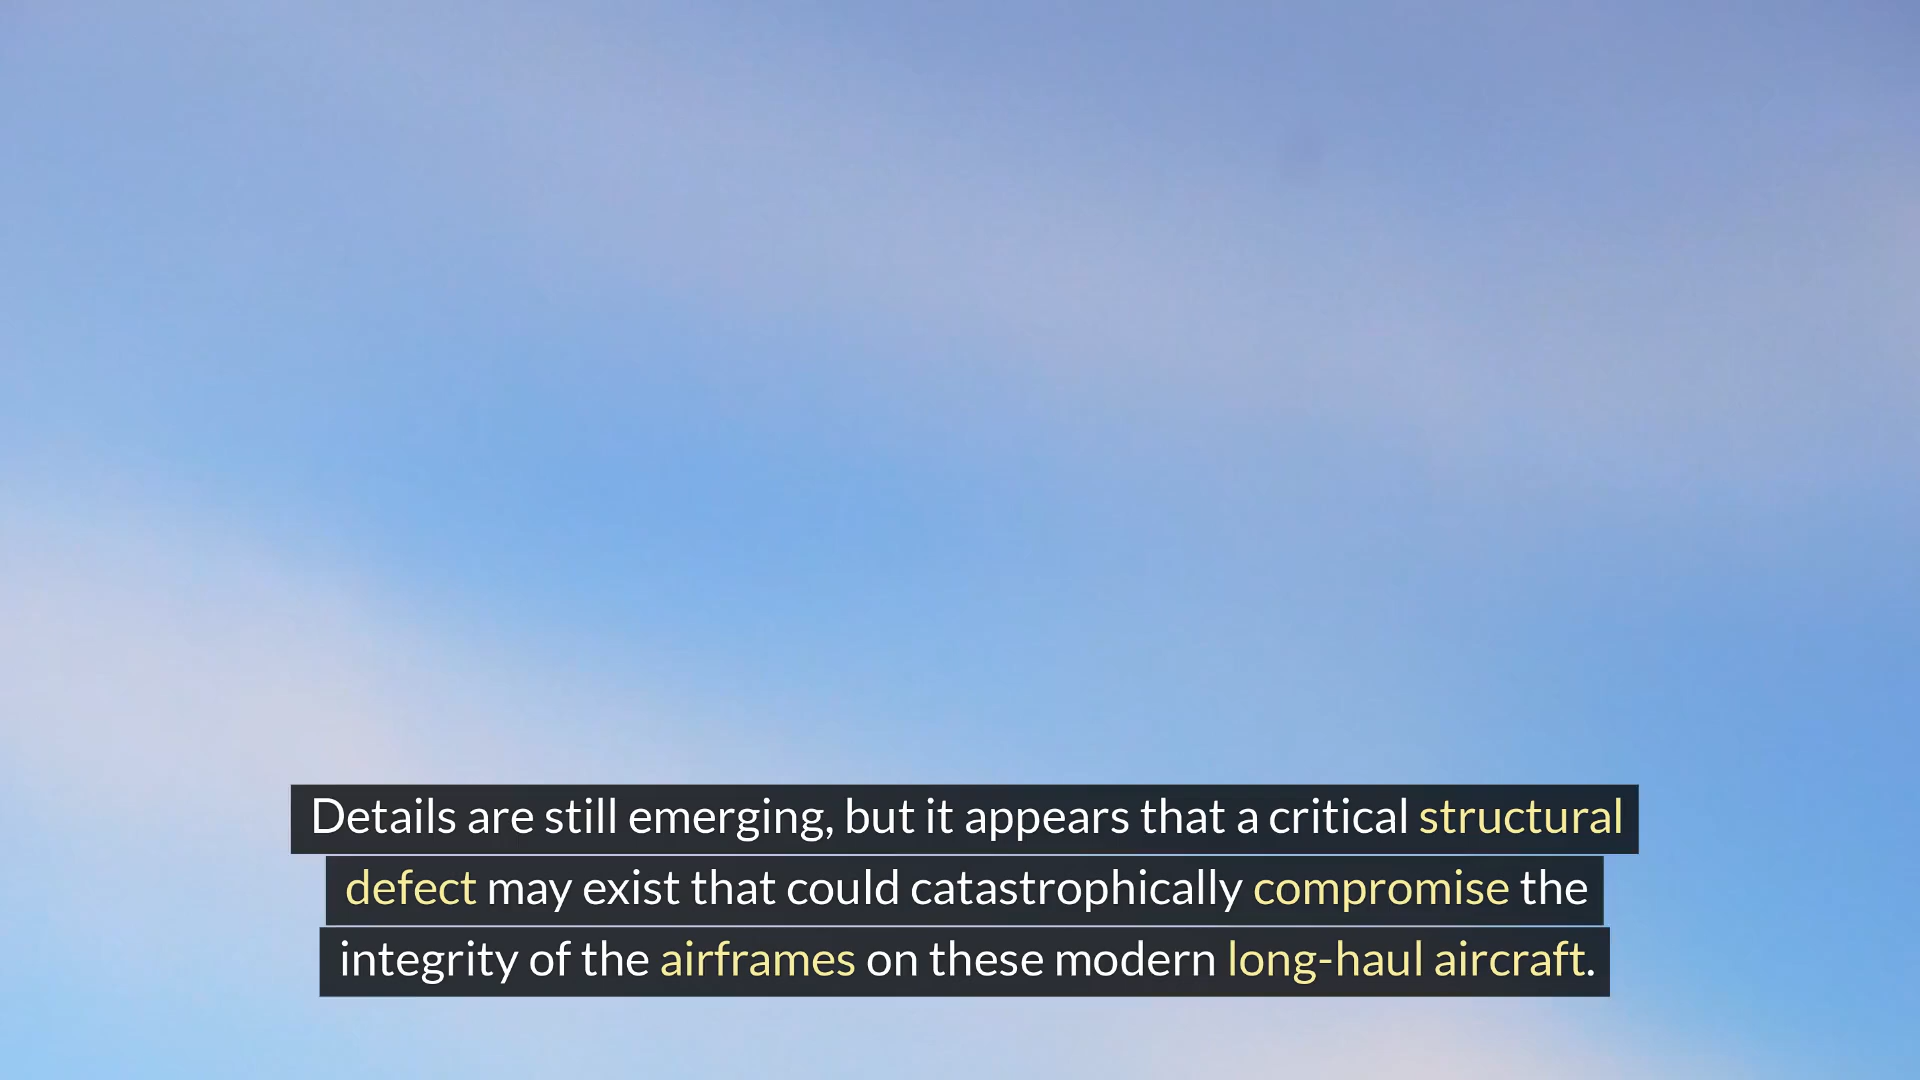 Details are still emerging, but it appears that a critical structural
defect may exist that could catastrophically compromise the
integrity of the airframes on these modern long-haul aircraft.